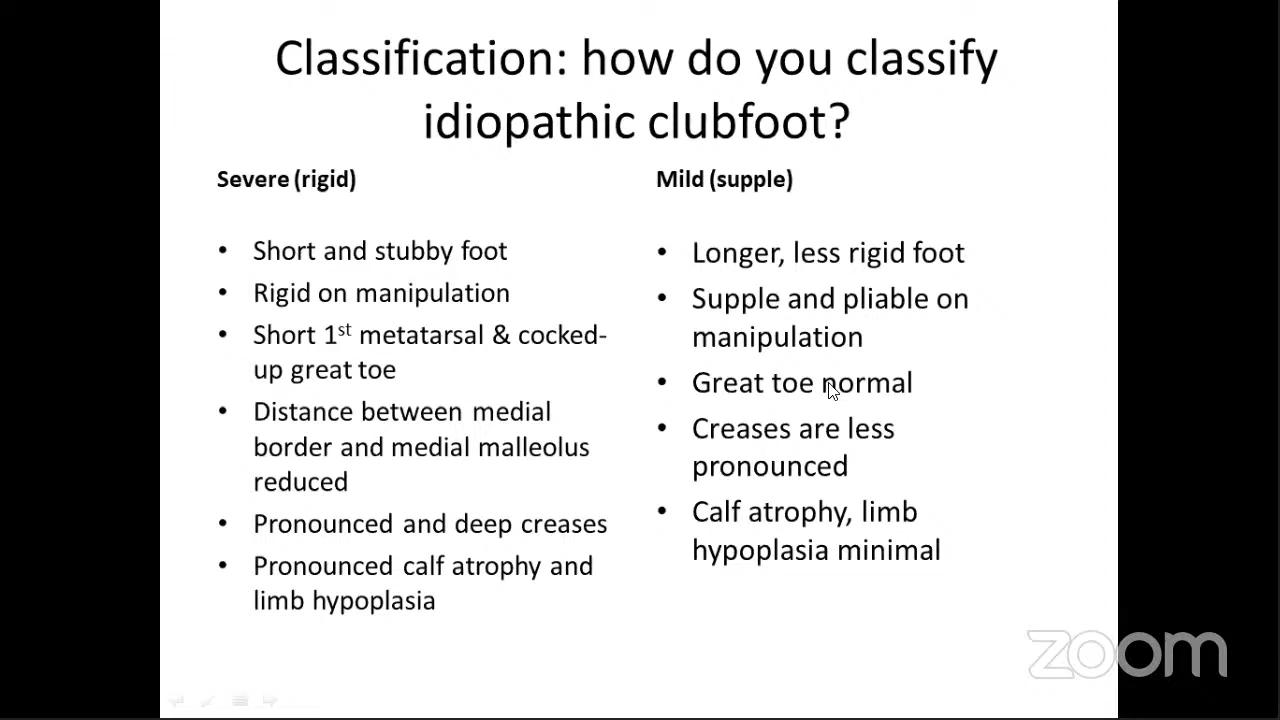 Classification: how do you classify
idiopathic clubfoot?
Severe (rigid)
• Short and stubby foot
• Rigid on manipulation
• Short 1st metatarsal & cocked-
up great toe
• Distance between medial
border and medial malleolus
reduced
• Pronounced and deep creases
• Pronounced calf atrophy and
limb hypoplasia
Mild (supple)
• Longer, less rigid foot
• Supple and pliable on
manipulation
• Great toe normal
• Creases are less
pronounced
• Calf atrophy, limb
hypoplasia minimal
zoom